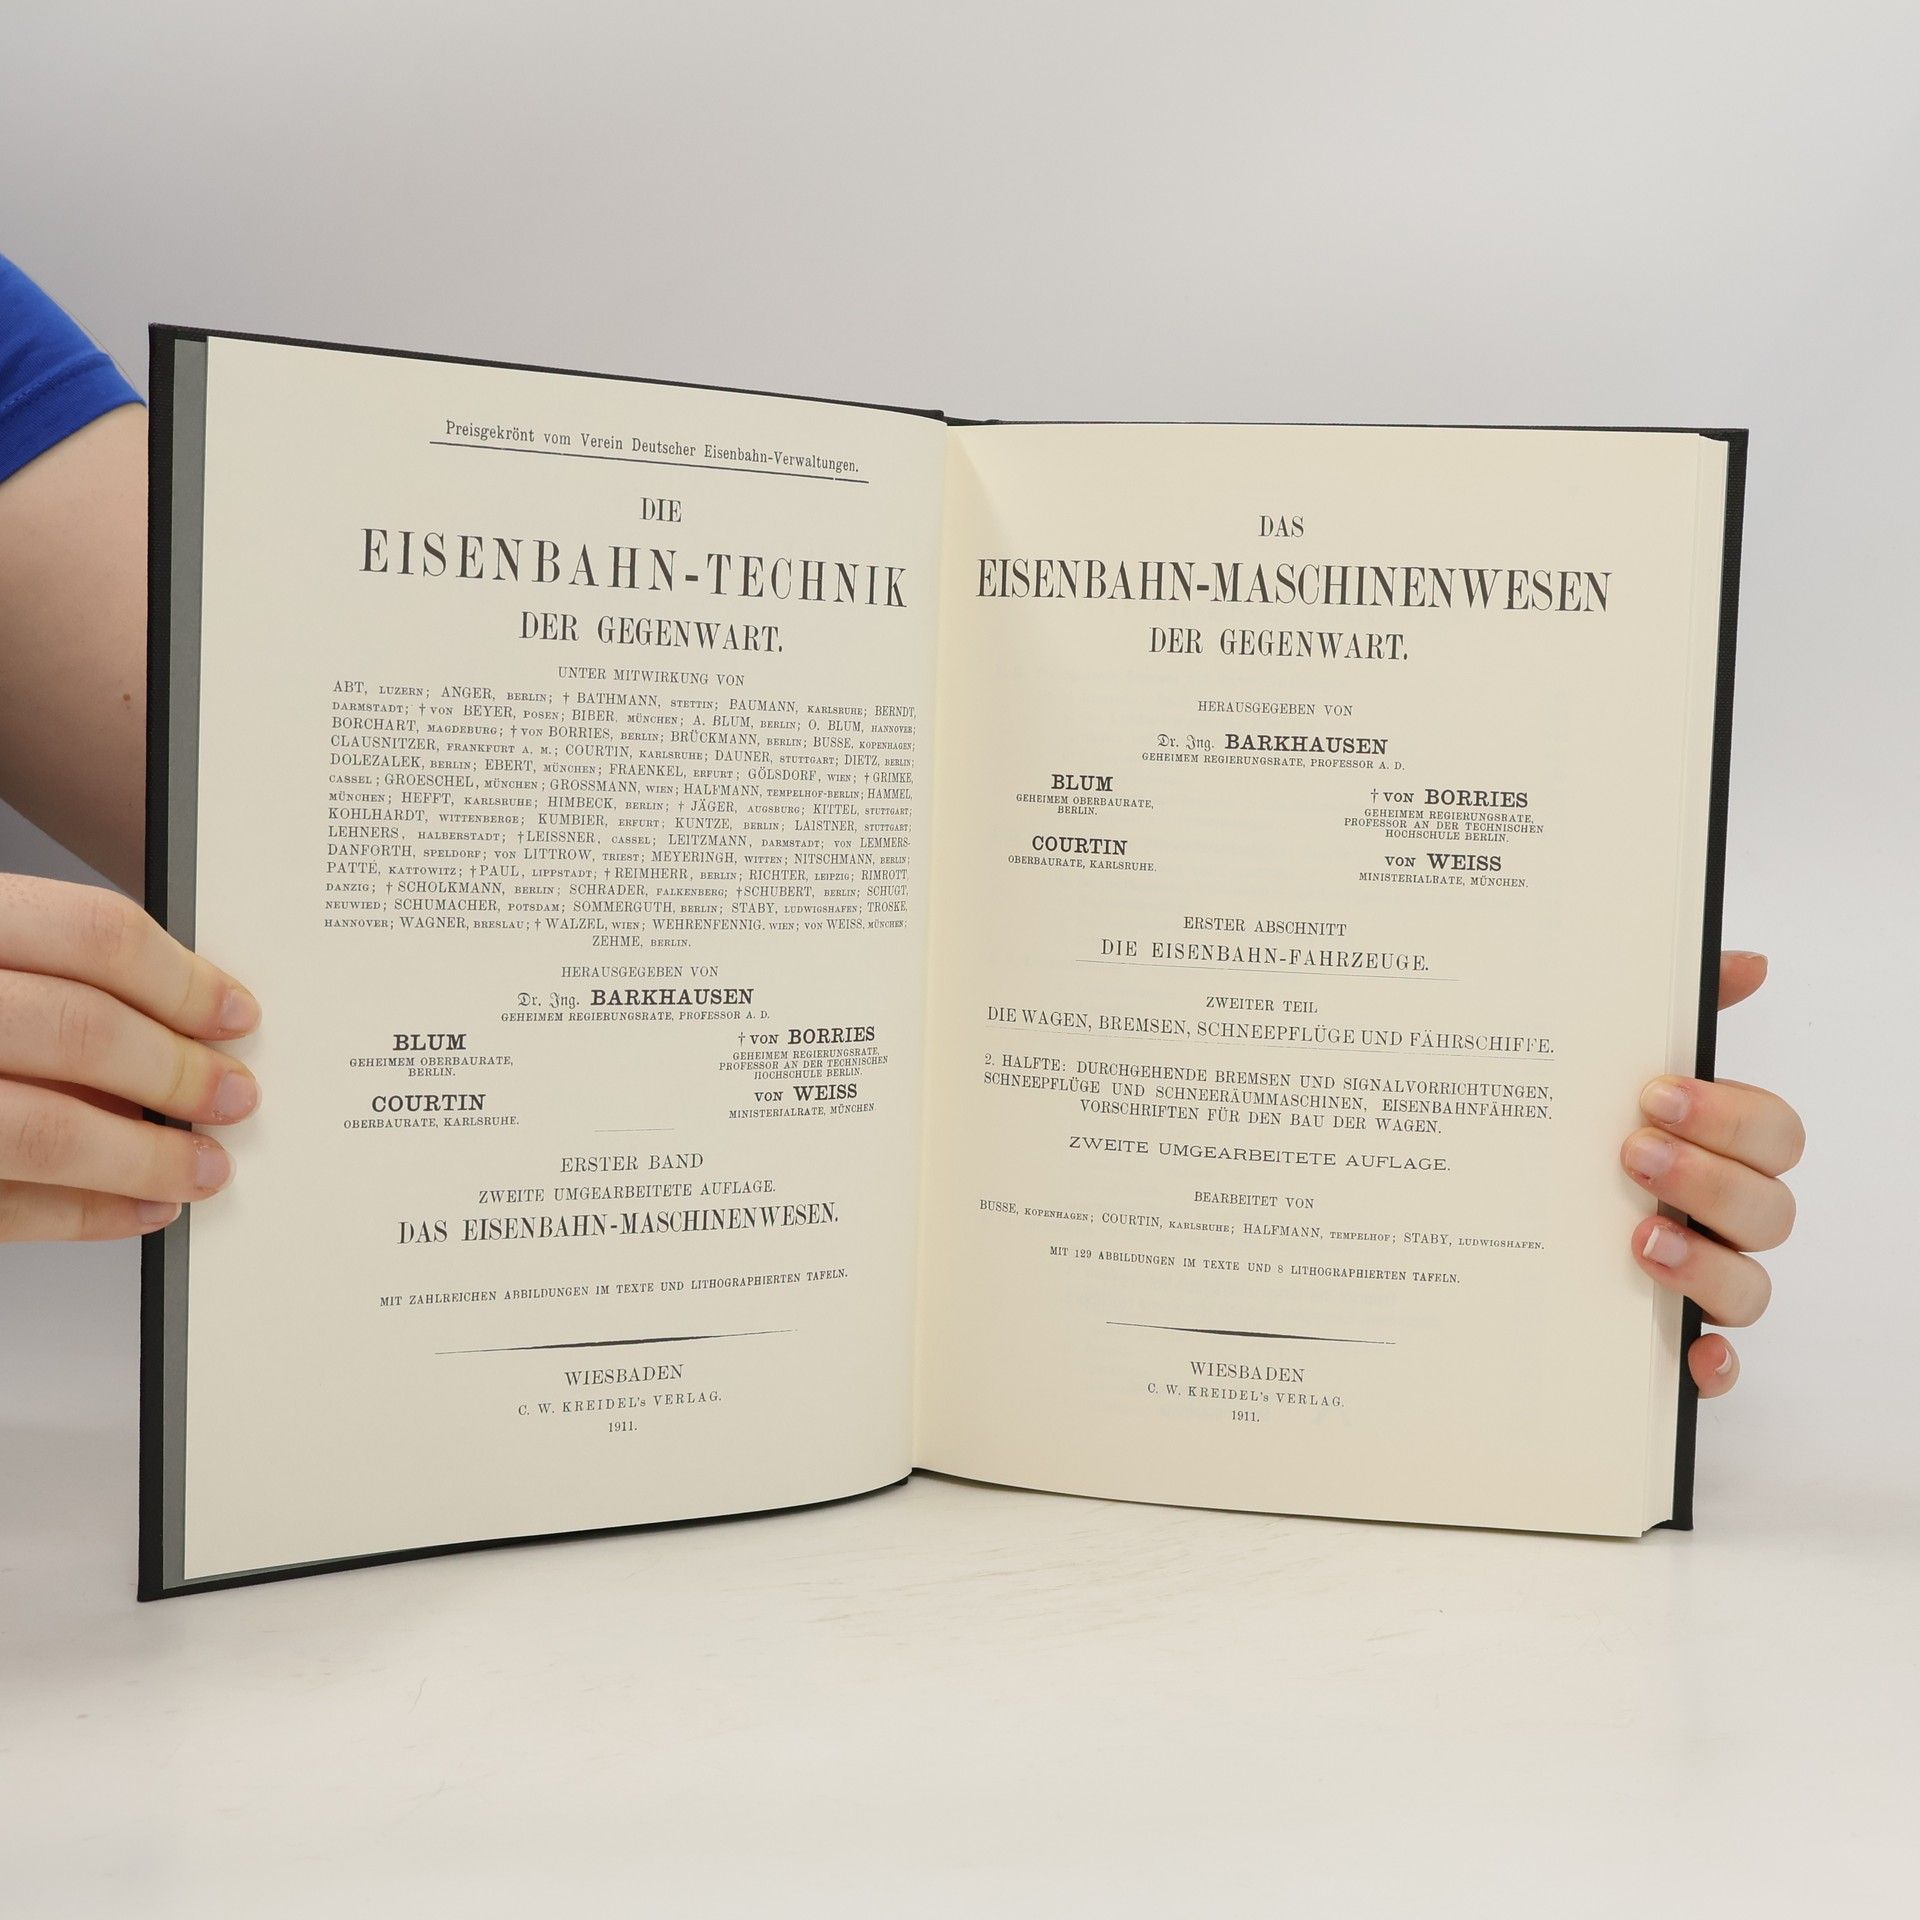 Preisgekrönt vom Verein Deutscher Eisenbahn-Verwaltungen.
DIE
EISENBAHN-TECHNIK
DER GEGENWART.
UNTER MITWIRKUNG VON
ABT, LUZERN; ANGER, BERLIN; † BATHMANN, STETTIN; BAUMANN, KARLSRUHE; BERNDT,
DARMSTADT; † VON BEYER, POSEN; BIBER, MÜNCHEN; A. BLUM, BERLIN; O. BLUM, HANNOVER;
BORCHART, MAGDEBURG; † VON BORRIES, BERLIN; BRÜCKMANN, BERLIN; BUSSE, KOPENHAGEN;
CLAUSNITZER, FRANKFURT A. M.; COURTIN, KARLSRUHE; DAUNER, STUTTGART; DIETZ, BERLIN;
DOLEZALEK, BERLIN; EBERT, MÜNCHEN; FRAENKEL, ERFURT; GÖLSDORF, WIEN; † GRIMKE,
CASSEL; GROESCHEL, MÜNCHEN; GROSSMANN, WIEN; HALFMANN, TEMPELHOF-BERLIN; HAMMEL,
MÜNCHEN; HEFFT, KARLSRUHE; HIMBECK, BERLIN; † JÄGER, AUGSBURG; KITTEL, STUTTGART;
KOHLHARDT, WITTENBERGE; KUMBIER, ERFURT; KUNTZE, BERLIN; LAISTNER, STUTTGART;
LEHNERS, HALBERSTADT; † LEISSNER, CASSEL; LEITZMANN, DARMSTADT; VON LEMMERS-
DANFORTH, SPELDORF; VON LITTROW, TRIEST; MEYERINGH, WITTEN; NITSCHMANN, BERLIN;
PATTÉ, KATTOWITZ; † PAUL, LIPPSTADT; † REIMHERR, BERLIN; RICHTER, LEIPZIG; RIMROTT,
DANZIG; † SCHOLKMANN, BERLIN; SCHRADER, FALKENBERG; † SCHUBERT, BERLIN; SCHUGT,
NEUWIED; SCHUMACHER, POTSDAM; SOMMERGUTH, BERLIN; STABY, LUDWIGSHAFEN; TROSKE,
HANNOVER; WAGNER, BRESLAU; † WALZEL, WIEN; WEHRENFENNIG, WIEN; VON WEISS, MÜNCHEN;
ZEHME, BERLIN.
HERAUSGEGEBEN VON
Dr. Ing. BARKHAUSEN
GEHEIMEM REGIERUNGSRATE, PROFESSOR A. D.
BLUM
GEHEIMEM OBERBAURATE,
BERLIN.
† VON BORRIES
GEHEIMEM REGIERUNGSRATE,
PROFESSOR AN DER TECHNISCHEN
HOCHSCHULE BERLIN.
COURTIN
OBERBAURATE, KARLSRUHE.
VON WEISS
MINISTERIALRATE, MÜNCHEN
ERSTER BAND
ZWEITE UMGEARBEITETE AUFLAGE.
DAS EISENBAHN-MASCHINENWESEN.
MIT ZAHLREICHEN ABBILDUNGEN IM TEXTE UND LITHOGRAPHIERTEN TAFELN.
WIESBADEN
C. W. KREIDEL's VERLAG.
1911.
DAS
EISENBAHN-MASCHINENWESEN
DER GEGENWART.
HERAUSGEGEBEN VON
Dr. Ing. BARKHAUSEN
GEHEIMEM REGIERUNGSRATE, PROFESSOR A. D.
BLUM
GEHEIMEM OBERBAURATE,
BERLIN.
† VON BORRIES
GEHEIMEM REGIERUNGSRATE,
PROFESSOR AN DER TECHNISCHEN
HOCHSCHULE BERLIN.
COURTIN
OBERBAURATE, KARLSRUHE.
VON WEISS
MINISTERIALRATE, MÜNCHEN.
ERSTER ABSCHNITT
DIE EISENBAHN-FAHRZEUGE.
ZWEITER TEIL
DIE WAGEN, BREMSEN, SCHNEEPFLÜGE UND FÄHRSCHIFFE.
2. HALFTE: DURCHGEHENDE BREMSEN UND SIGNALVORRICHTUNGEN,
SCHNEEPFLÜGE UND SCHNEERÄUMMASCHINEN, EISENBAHNFÄHREN.
VORSCHRIFTEN FÜR DEN BAU DER WAGEN.
ZWEITE UMGEARBEITETE AUFLAGE.
BEARBEITET VON
BUSSE, KOPENHAGEN; COURTIN, KARLSRUHE; HALFMANN, TEMPELHOF; STABY, LUDWIGSHAFEN.
MIT 129 ABBILDUNGEN IM TEXTE UND 8 LITHOGRAPHIERTEN TAFELN.
WIESBADEN
C. W. KREIDEL's VERLAG.
1911.